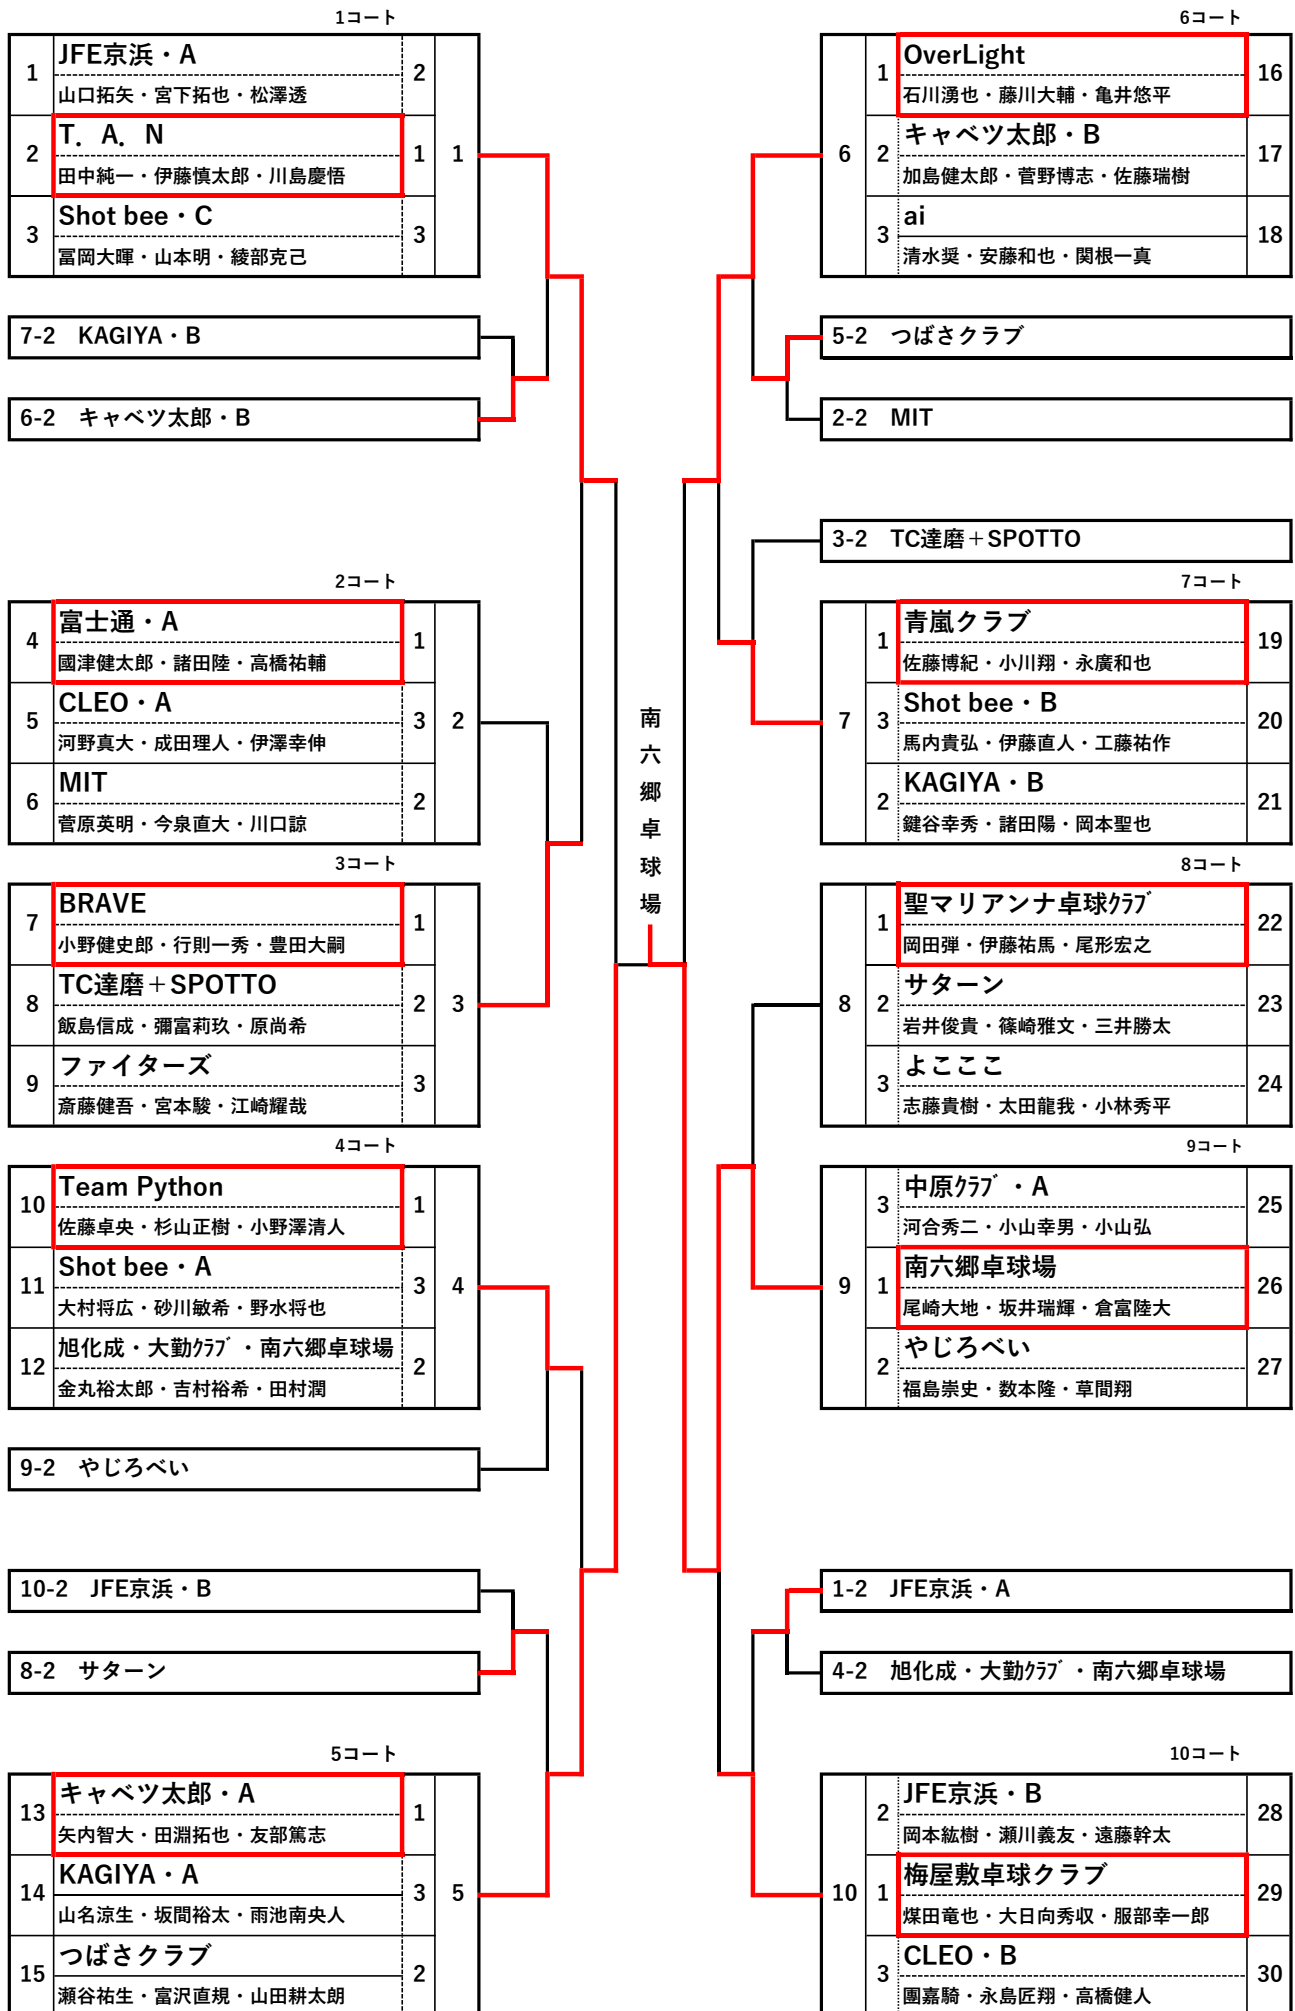 1コート
1 JFE京浜・A 2
山口拓矢・宮下拓也・松澤透
2 T．A．N 1 1
田中純一・伊藤慎太郎・川島慶悟
3 Shot bee・C 3
冨岡大暉・山本明・綾部克己
7-2 KAGIYA・B
6-2 キャベツ太郎・B
2コート
4 富士通・A 1
國津健太郎・諸田陸・高橋祐輔
5 CLEO・A 3 2
河野真大・成田理人・伊澤幸伸
6 MIT 2
菅原英明・今泉直大・川口諒
3コート
7 BRAVE 1
小野健史郎・行則一秀・豊田大嗣
8 TC達磨＋SPOTTO 2 3
飯島信成・彌富莉玖・原尚希
9 ファイターズ 3
斎藤健吾・宮本駿・江崎耀哉
4コート
10 Team Python 1
佐藤卓央・杉山正樹・小野澤清人
11 Shot bee・A 3 4
大村将広・砂川敏希・野水将也
12 旭化成・大勤ｸﾗﾌﾞ・南六郷卓球場 2
金丸裕太郎・吉村裕希・田村潤
9-2 やじろべい
10-2 JFE京浜・B
8-2 サターン
5コート
13 キャベツ太郎・A 1
矢内智大・田淵拓也・友部篤志
14 KAGIYA・A 3 5
山名涼生・坂間裕太・雨池南央人
15 つばさクラブ 2
瀬谷祐生・富沢直規・山田耕太朗
南六郷卓球場
6コート
1 OverLight 16
石川湧也・藤川大輔・亀井悠平
6 2 キャベツ太郎・B 17
加島健太郎・菅野博志・佐藤瑞樹
3 ai 18
清水奨・安藤和也・関根一真
5-2 つばさクラブ
2-2 MIT
3-2 TC達磨＋SPOTTO
7コート
1 青嵐クラブ 19
佐藤博紀・小川翔・永廣和也
7 3 Shot bee・B 20
馬内貴弘・伊藤直人・工藤祐作
2 KAGIYA・B 21
鍵谷幸秀・諸田陽・岡本聖也
8コート
1 聖マリアンナ卓球ｸﾗﾌﾞ 22
岡田弾・伊藤祐馬・尾形宏之
8 2 サターン 23
岩井俊貴・篠崎雅文・三井勝太
3 よこここ 24
志藤貴樹・太田龍我・小林秀平
9コート
3 中原ｸﾗﾌﾞ・A 25
河合秀二・小山幸男・小山弘
9 1 南六郷卓球場 26
尾崎大地・坂井瑞輝・倉富陸大
2 やじろべい 27
福島崇史・数本隆・草間翔
1-2 JFE京浜・A
4-2 旭化成・大勤ｸﾗﾌﾞ・南六郷卓球場
10コート
2 JFE京浜・B 28
岡本紘樹・瀬川義友・遠藤幹太
10 1 梅屋敷卓球クラブ 29
煤田竜也・大日向秀収・服部幸一郎
3 CLEO・B 30
團嘉騎・永島匠翔・高橋健人